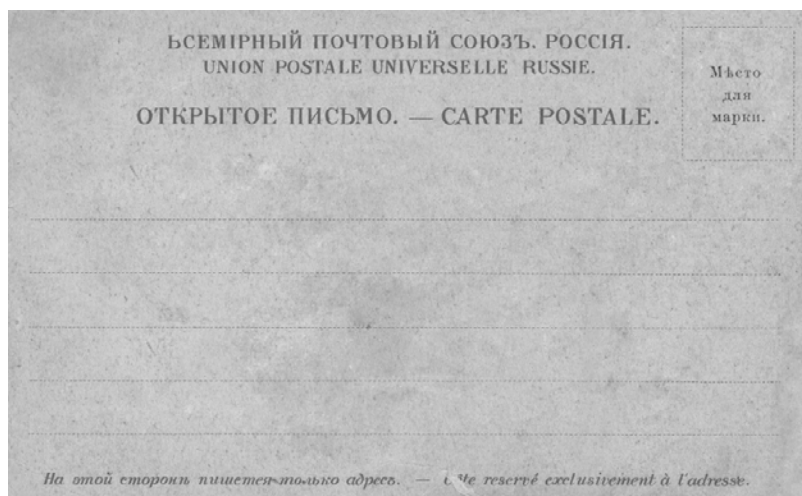 ВСЕМІРНЫЙ ПОЧТОВЫЙ СОЮЗЪ. РОССІЯ.
UNION POSTALE UNIVERSELLE RUSSIE.
ОТКРЫТОЕ ПИСЬМО. — CARTE POSTALE.
Мѣсто
для
марки.
На этой сторонѣ пишется только адресъ. — Côte reservé exclusivement à l'adresse.